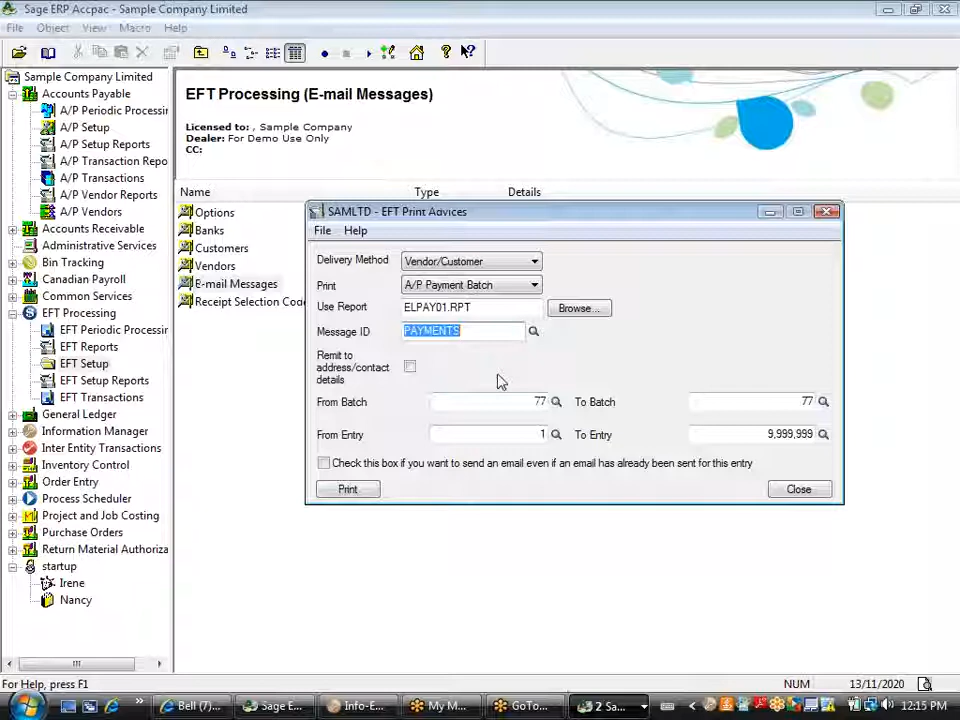 Sage ERP Accpac - Sample Company Limited
File Object View Macro Help
Sample Company Limited
Accounts Payable
A/P Periodic Processin
A/P Setup
A/P Setup Reports
A/P Transaction Repo
A/P Transactions
A/P Vendor Reports
A/P Vendors
Accounts Receivable
Administrative Services
Bin Tracking
Canadian Payroll
Common Services
EFT Processing
EFT Periodic Processin
EFT Reports
EFT Setup
EFT Setup Reports
EFT Transactions
General Ledger
Information Manager
Inter Entity Transactions
Inventory Control
Order Entry
Process Scheduler
Project and Job Costing
Purchase Orders
Return Material Authoriza
startup
Irene
Nancy
EFT Processing (E-mail Messages)
Licensed to: , Sample Company
Dealer: For Demo Use Only
CC:
Name Type Details
Options
Banks
Customers
Vendors
E-mail Messages
Receipt Selection Code
SAMLTD - EFT Print Advices
File Help
Delivery Method Vendor/Customer
Print A/P Payment Batch
Use Report ELPAY01.RPT Browse...
Message ID PAYMENTS
Remit to
address/contact
details
From Batch 77 To Batch 77
From Entry 1 To Entry 9,999,999
Check this box if you want to send an email even if an email has already been sent for this entry
Print Close
For Help, press F1 NUM 13/11/2020
Bell (7)... Sage E... Info-E... My M... GoTo... 2 Sa... 12:15 PM